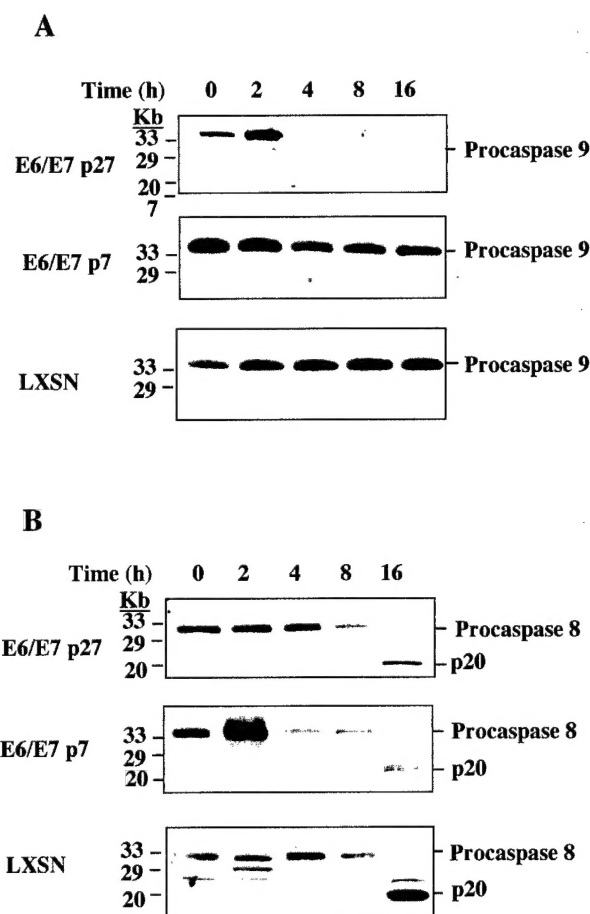 A
Time (h) 0 2 4 8 16
Kb
33
E6/E7 p27 29 Procaspase 9
20
7
E6/E7 p7 33 Procaspase 9
29
LXSN 33 Procaspase 9
29
B
Time (h) 0 2 4 8 16
Kb
33 Procaspase 8
E6/E7 p27 29
20 p20
E6/E7 p7 33 Procaspase 8
29
20 p20
LXSN 33 Procaspase 8
29
20 p20